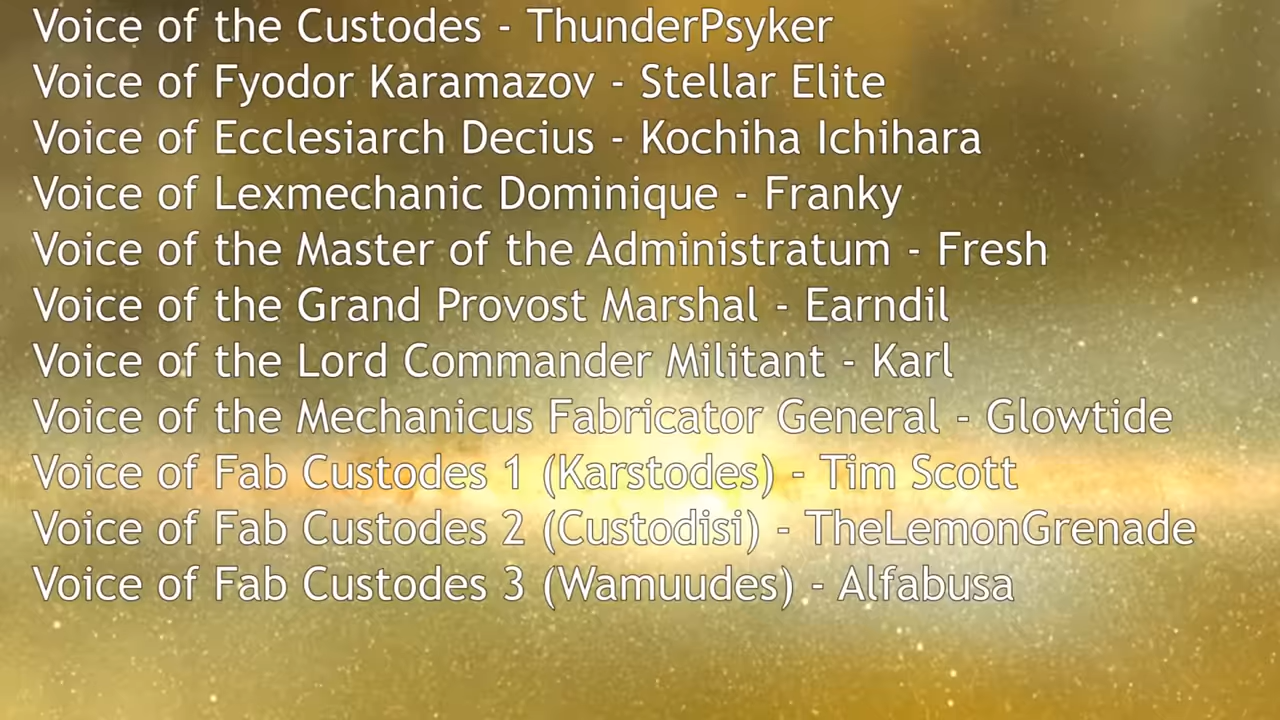 Voice of the Custodes - ThunderPsyker
Voice of Fyodor Karamazov - Stellar Elite
Voice of Ecclesiarch Decius - Kochiha Ichihara
Voice of Lexmechanic Dominique - Franky
Voice of the Master of the Administratum - Fresh
Voice of the Grand Provost Marshal - Earndil
Voice of the Lord Commander Militant - Karl
Voice of the Mechanicus Fabricator General - Glowtide
Voice of Fab Custodes 1 (Karstodes) - Tim Scott
Voice of Fab Custodes 2 (Custodisi) - TheLemonGrenade
Voice of Fab Custodes 3 (Wamuudes) - Alfabusa